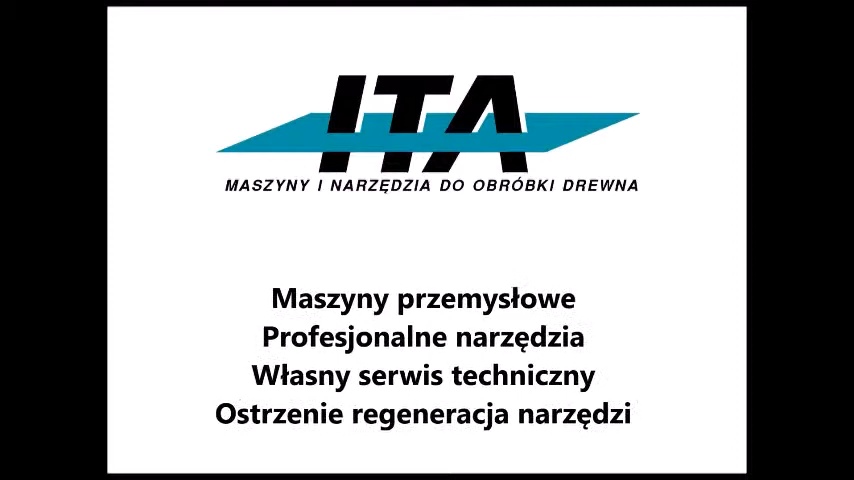 ITA
MASZYNY I NARZĘDZIA DO OBRÓBKI DREWNA
Maszyny przemysłowe
Profesjonalne narzędzia
Własny serwis techniczny
Ostrzenie regeneracja narzędzi